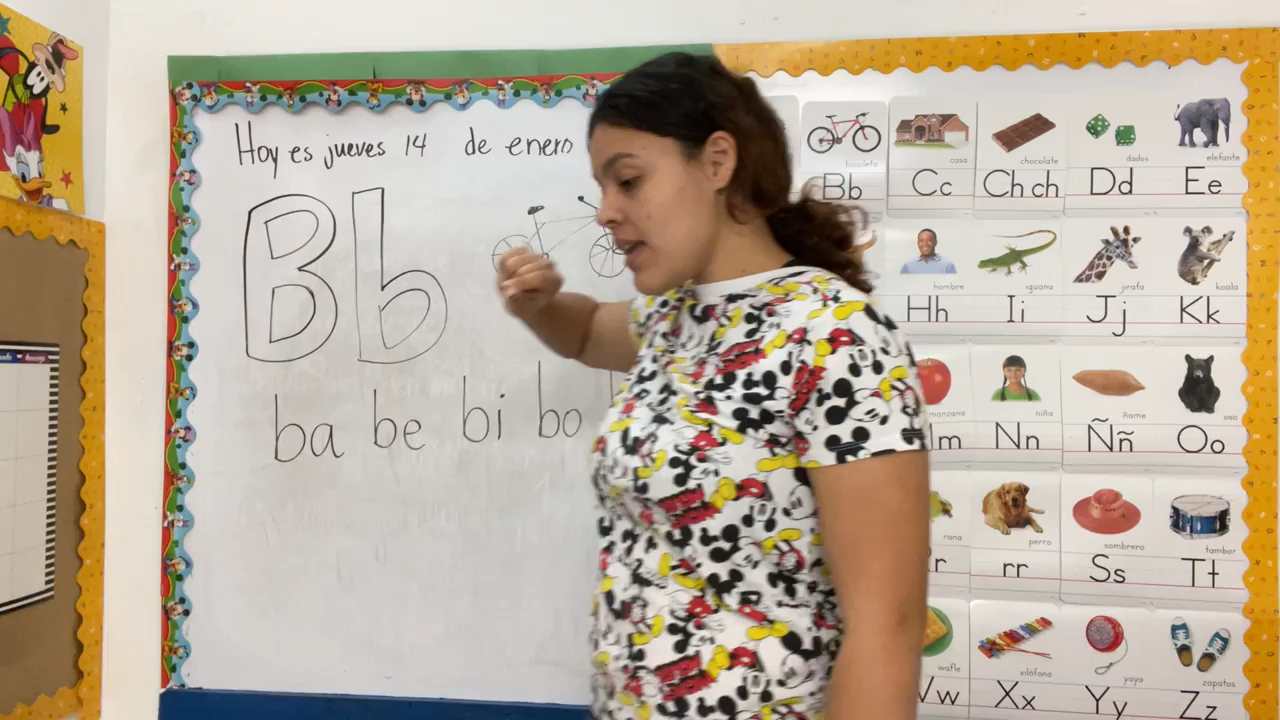 Hoy es jueves 14 de enero
Bb
ba be bi bo
bicicleta casa chocolate dados elefante
Bb Cc Ch ch Dd Ee
hombre iguana jirafa koala
Hh Ii Jj Kk
manzana niña ñame oso
Nn Ññ Oo
rana perro sombrero tambor
rr Ss Tt
wafle xilófono yoyo zapatos
Xx Yy Zz